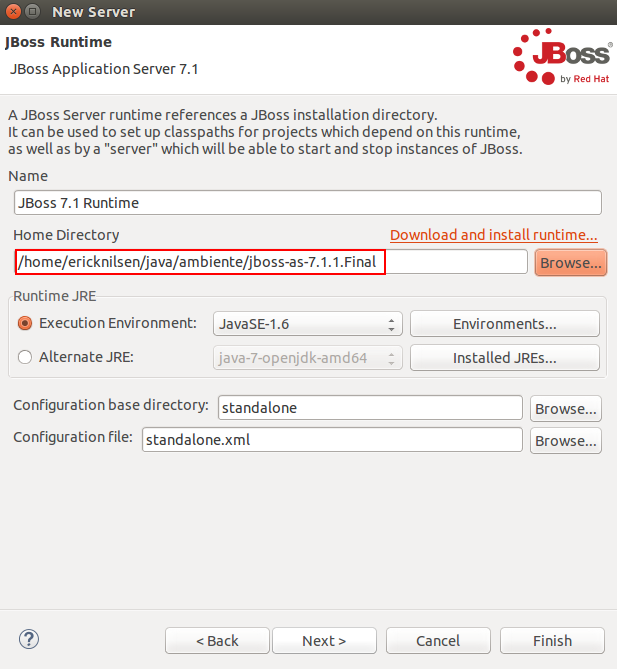 New Server
JBoss Runtime
JBoss Application Server 7.1
JBoss®
by Red Hat
A JBoss Server runtime references a JBoss installation directory.
It can be used to set up classpaths for projects which depend on this runtime,
as well as by a "server" which will be able to start and stop instances of JBoss.
Name
JBoss 7.1 Runtime
Home Directory Download and install runtime...
/home/ericknilsen/java/ambiente/jboss-as-7.1.1.Final Browse...
Runtime JRE
Execution Environment: JavaSE-1.6 Environments...
Alternate JRE: java-7-openjdk-amd64 Installed JREs...
Configuration base directory: standalone Browse...
Configuration file: standalone.xml Browse...
? < Back Next > Cancel Finish